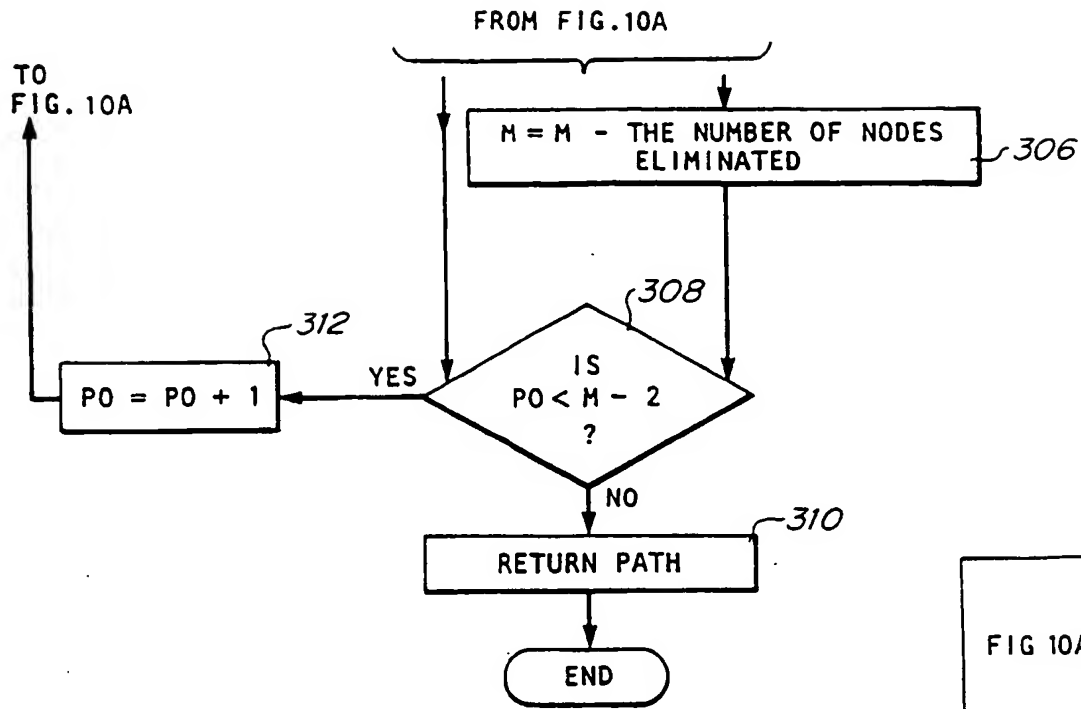 FROM FIG.10A
TO
FIG. 10A
M = M - THE NUMBER OF NODES
ELIMINATED
306
308
312
IS
PO < M - 2
?
YES
PO = PO + 1
NO
310
RETURN PATH
END
FIG 10A